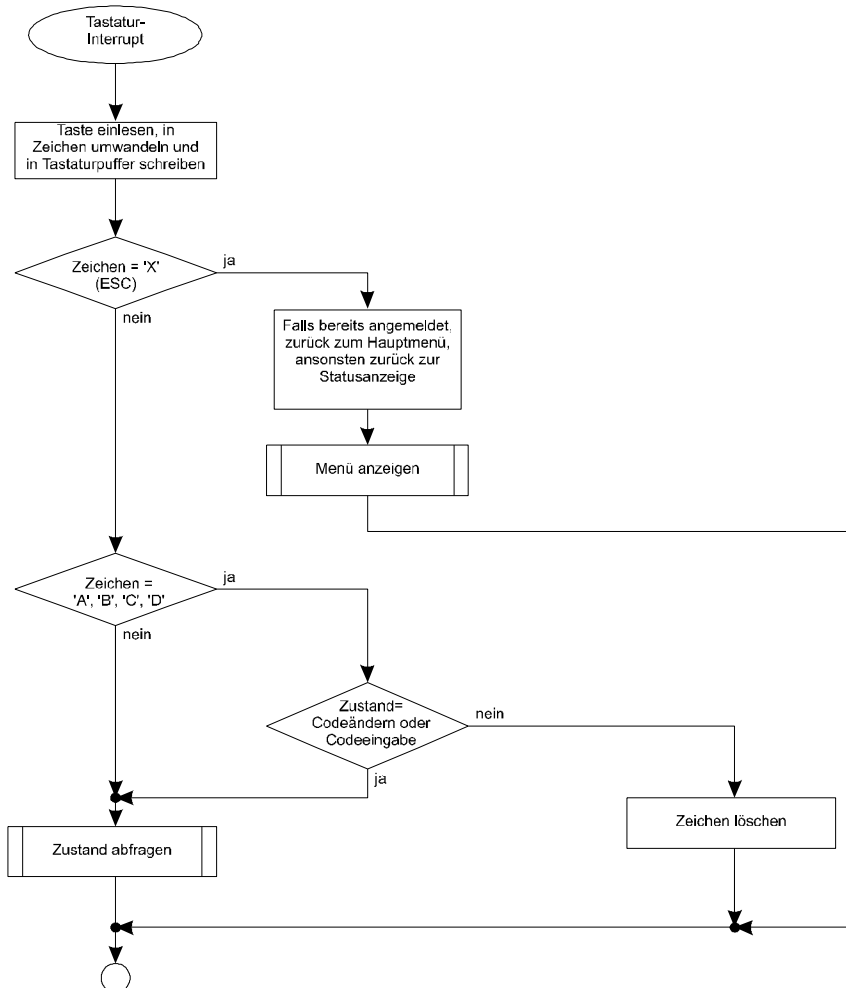 Tastatur-
Interrupt
Taste einlesen, in
Zeichen umwandeln und
in Tastaturpuffer schreiben
Zeichen = 'X'
(ESC)
ja
nein
Falls bereits angemeldet,
zurück zum Hauptmenü,
ansonsten zurück zur
Statusanzeige
Menü anzeigen
Zeichen =
'A', 'B', 'C', 'D'
ja
nein
Zustand=
Codeändern oder
Codeeingabe
nein
ja
Zeichen löschen
Zustand abfragen